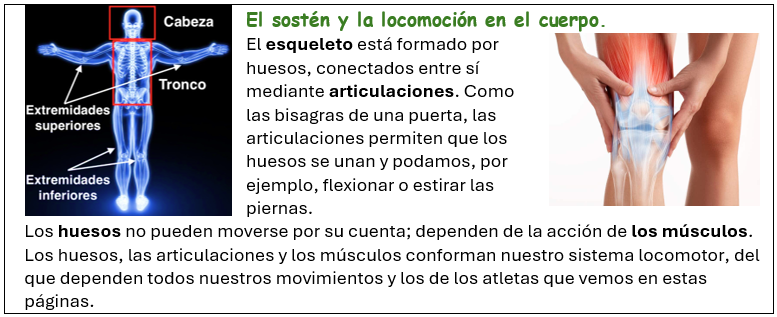 El sostén y la locomoción en el cuerpo.
Cabeza
Tronco
Extremidades
superiores
Extremidades
inferiores
El esqueleto está formado por
huesos, conectados entre sí
mediante articulaciones. Como
las bisagras de una puerta, las
articulaciones permiten que los
huesos se unan y podamos, por
ejemplo, flexionar o estirar las
piernas.
Los huesos no pueden moverse por su cuenta; dependen de la acción de los músculos.
Los huesos, las articulaciones y los músculos conforman nuestro sistema locomotor, del
que dependen todos nuestros movimientos y los de los atletas que vemos en estas
páginas.